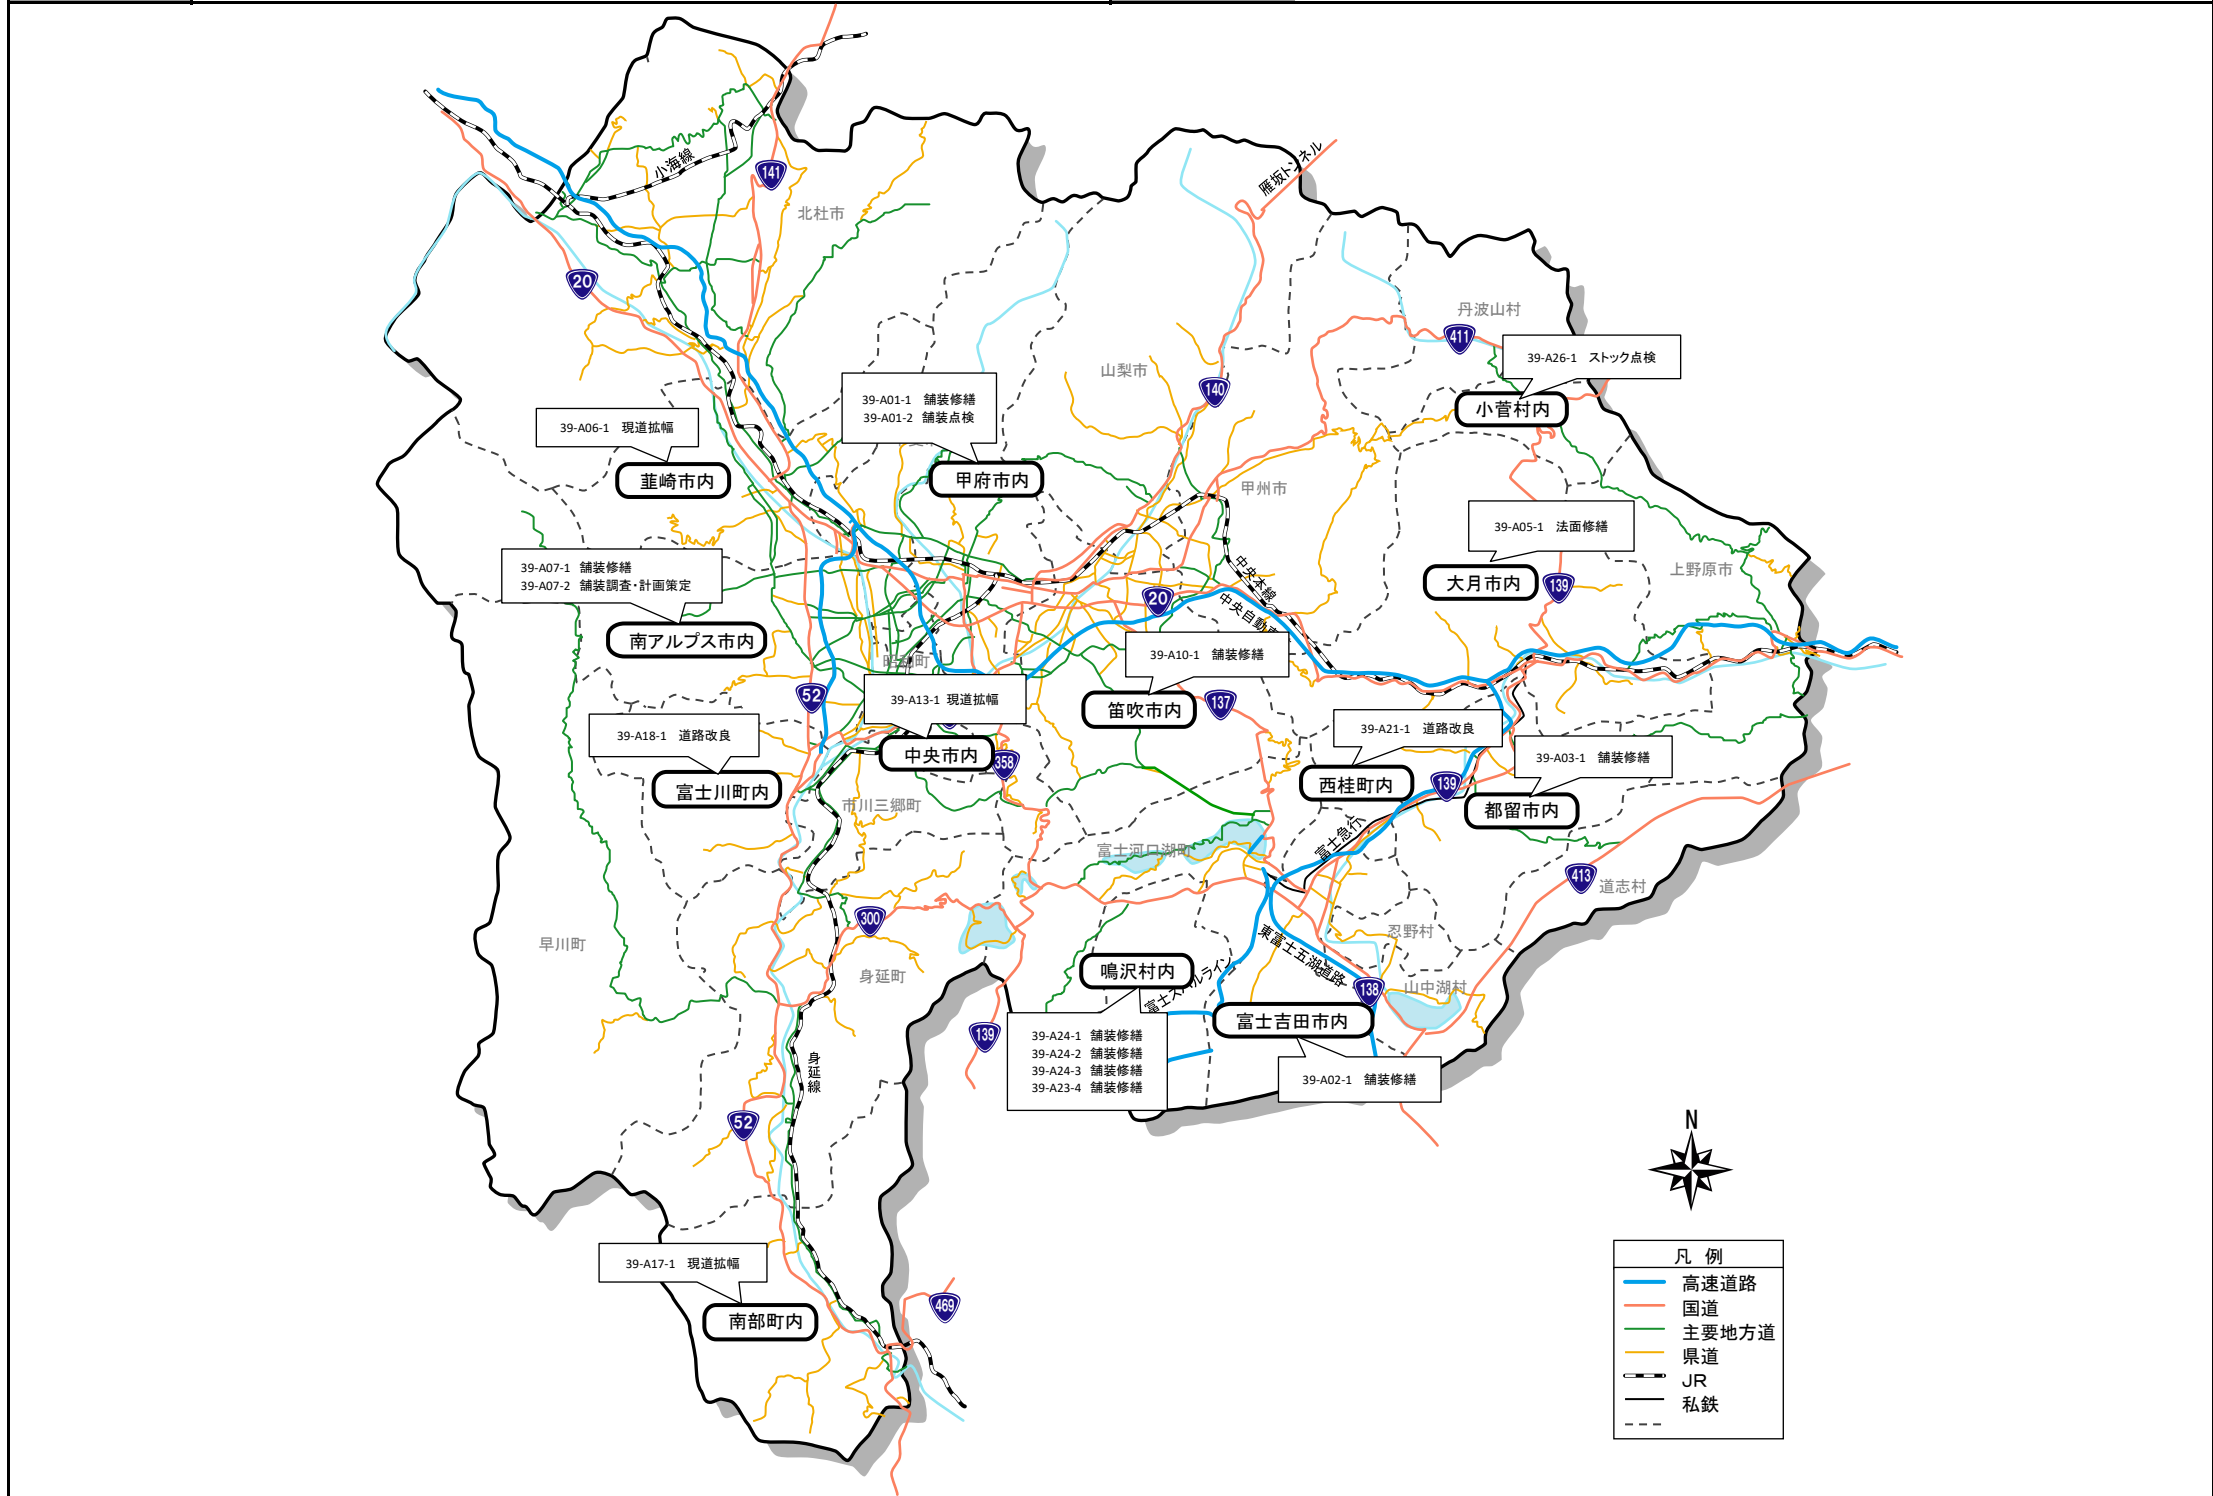 小海線
141
北杜市
雁坂トンネル
20
丹波山村
411
39-A26-1 ストック点検
小菅村内
山梨市
140
39-A01-1 舗装修繕
39-A01-2 舗装点検
甲府市内
39-A06-1 現道拡幅
韮崎市内
甲州市
39-A05-1 法面修繕
大月市内
139
上野原市
39-A07-1 舗装修繕
39-A07-2 舗装調査・計画策定
南アルプス市内
中央本線
中央自動車
20
昭和町
39-A10-1 舗装修繕
笛吹市内
137
52
39-A13-1 現道拡幅
中央市内
358
39-A18-1 道路改良
富士川町内
39-A21-1 道路改良
西桂町内
139
39-A03-1 舗装修繕
都留市内
市川三郷町
富士河口湖町
富士急行
413
道志村
300
早川町
身延町
忍野村
東富士五湖道路
富士スバルライン
138
山中湖村
鳴沢村内
39-A24-1 舗装修繕
39-A24-2 舗装修繕
39-A24-3 舗装修繕
39-A23-4 舗装修繕
富士吉田市内
39-A02-1 舗装修繕
139
身延線
52
39-A17-1 現道拡幅
南部町内
469
N
凡 例
高速道路
国道
主要地方道
県道
JR
私鉄